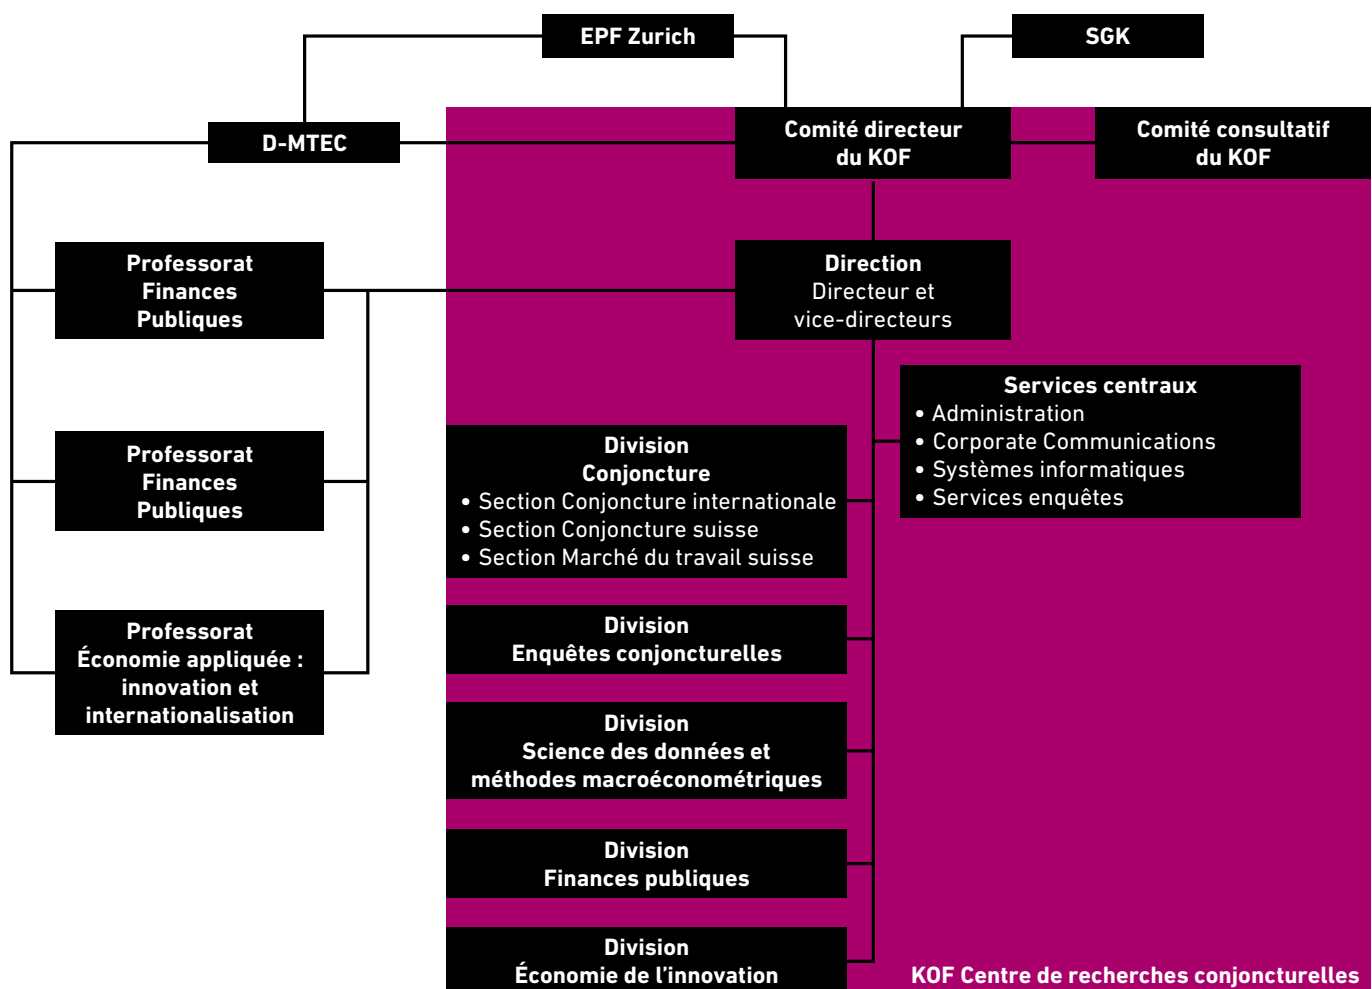 EPF Zurich
SGK
D-MTEC
Comité directeur
du KOF
Comité consultatif
du KOF
Professorat
Finances
Publiques
Direction
Directeur et
vice-directeurs
Services centraux
• Administration
• Corporate Communications
• Systèmes informatiques
• Services enquêtes
Professorat
Finances
Publiques
Division
Conjoncture
• Section Conjoncture internationale
• Section Conjoncture suisse
• Section Marché du travail suisse
Professorat
Économie appliquée :
innovation et
internationalisation
Division
Enquêtes conjoncturelles
Division
Science des données et
méthodes macroéconométriques
Division
Finances publiques
Division
Économie de l’innovation
KOF Centre de recherches conjoncturelles